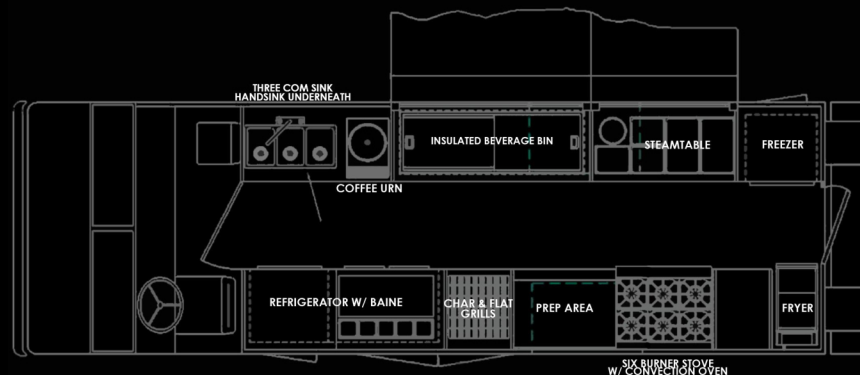 THREE COM SINK
HANDSINK UNDERNEATH
INSULATED BEVERAGE BIN
STEAMTABLE
FREEZER
COFFEE URN
REFRIGERATOR W/ BAINE
CHAR & FLAT
GRILLS
PREP AREA
FRYER
SIX BURNER STOVE
W/ CONVECTION OVEN